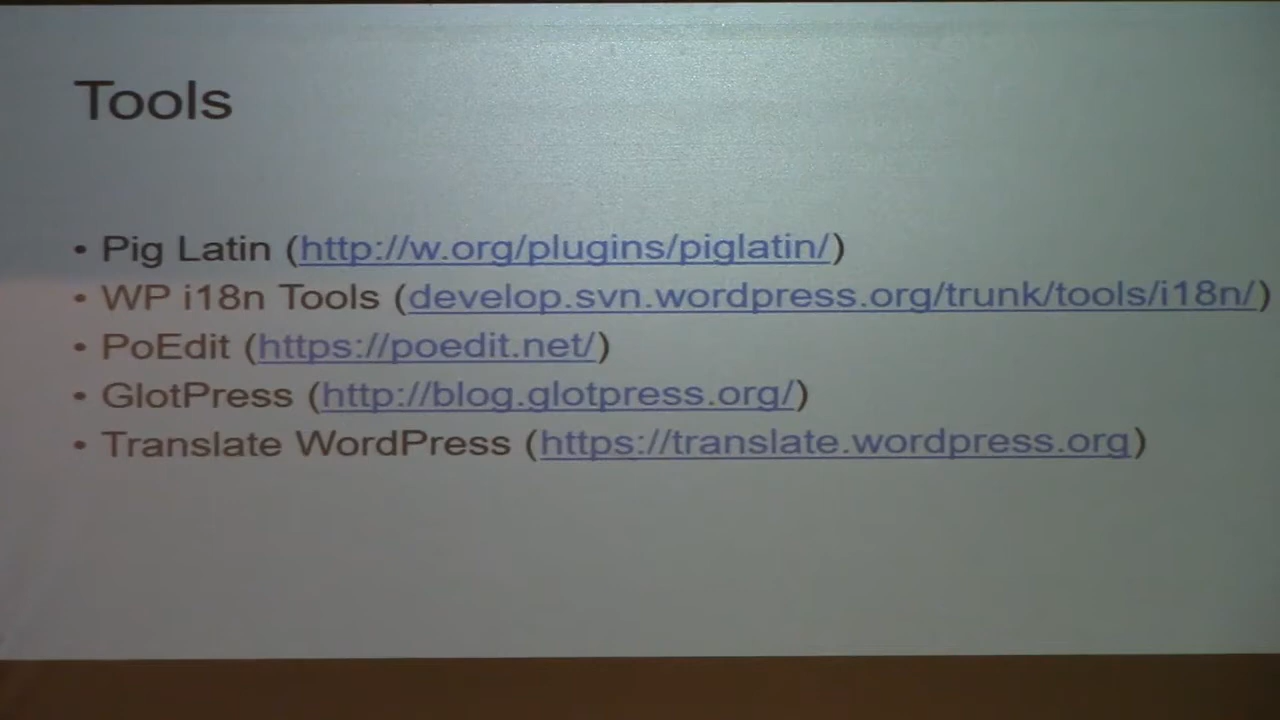 Tools
• Pig Latin (http://w.org/plugins/piglatin/)
• WP i18n Tools (develop.svn.wordpress.org/trunk/tools/i18n/)
• PoEdit (https://poedit.net/)
• GlotPress (http://blog.glotpress.org/)
• Translate WordPress (https://translate.wordpress.org)